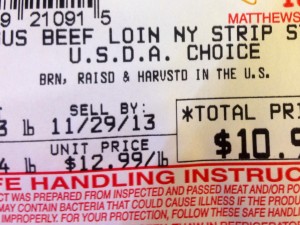 9 21091 5
MATTHEWS
US BEEF LOIN NY STRIP S
U.S.D.A. CHOICE
BRN, RAISD & HARVSTD IN THE U.S.
SELL BY: *TOTAL PRI
lb 11/29/13
UNIT PRICE $10.9
4 lb $12.99/lb
FE HANDLING INSTRUC
CT WAS PREPARED FROM INSPECTED AND PASSED MEAT AND/OR PO
MAY CONTAIN BACTERIA THAT COULD CAUSE ILLNESS IF THE PRODU
IMPROPERLY. FOR YOUR PROTECTION, FOLLOW THESE SAFE HANDL